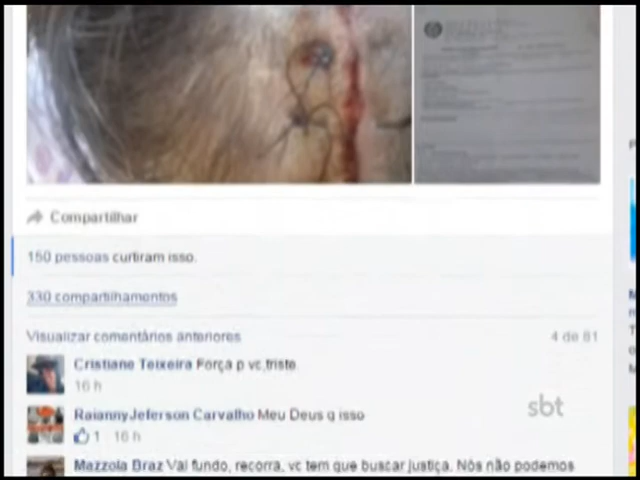 Compartilhar
150 pessoas curtiram isso.
330 compartilhamentos
Visualizar comentários anteriores 4 de 81
Cristiane Teixeira Força p vc,triste
16 h
RaiannyJeferson Carvalho Meu Deus q isso
1 · 16 h
sbt
Mazzola Braz Vai fundo, recorra, vc tem que buscar justiça. Nós não podemos